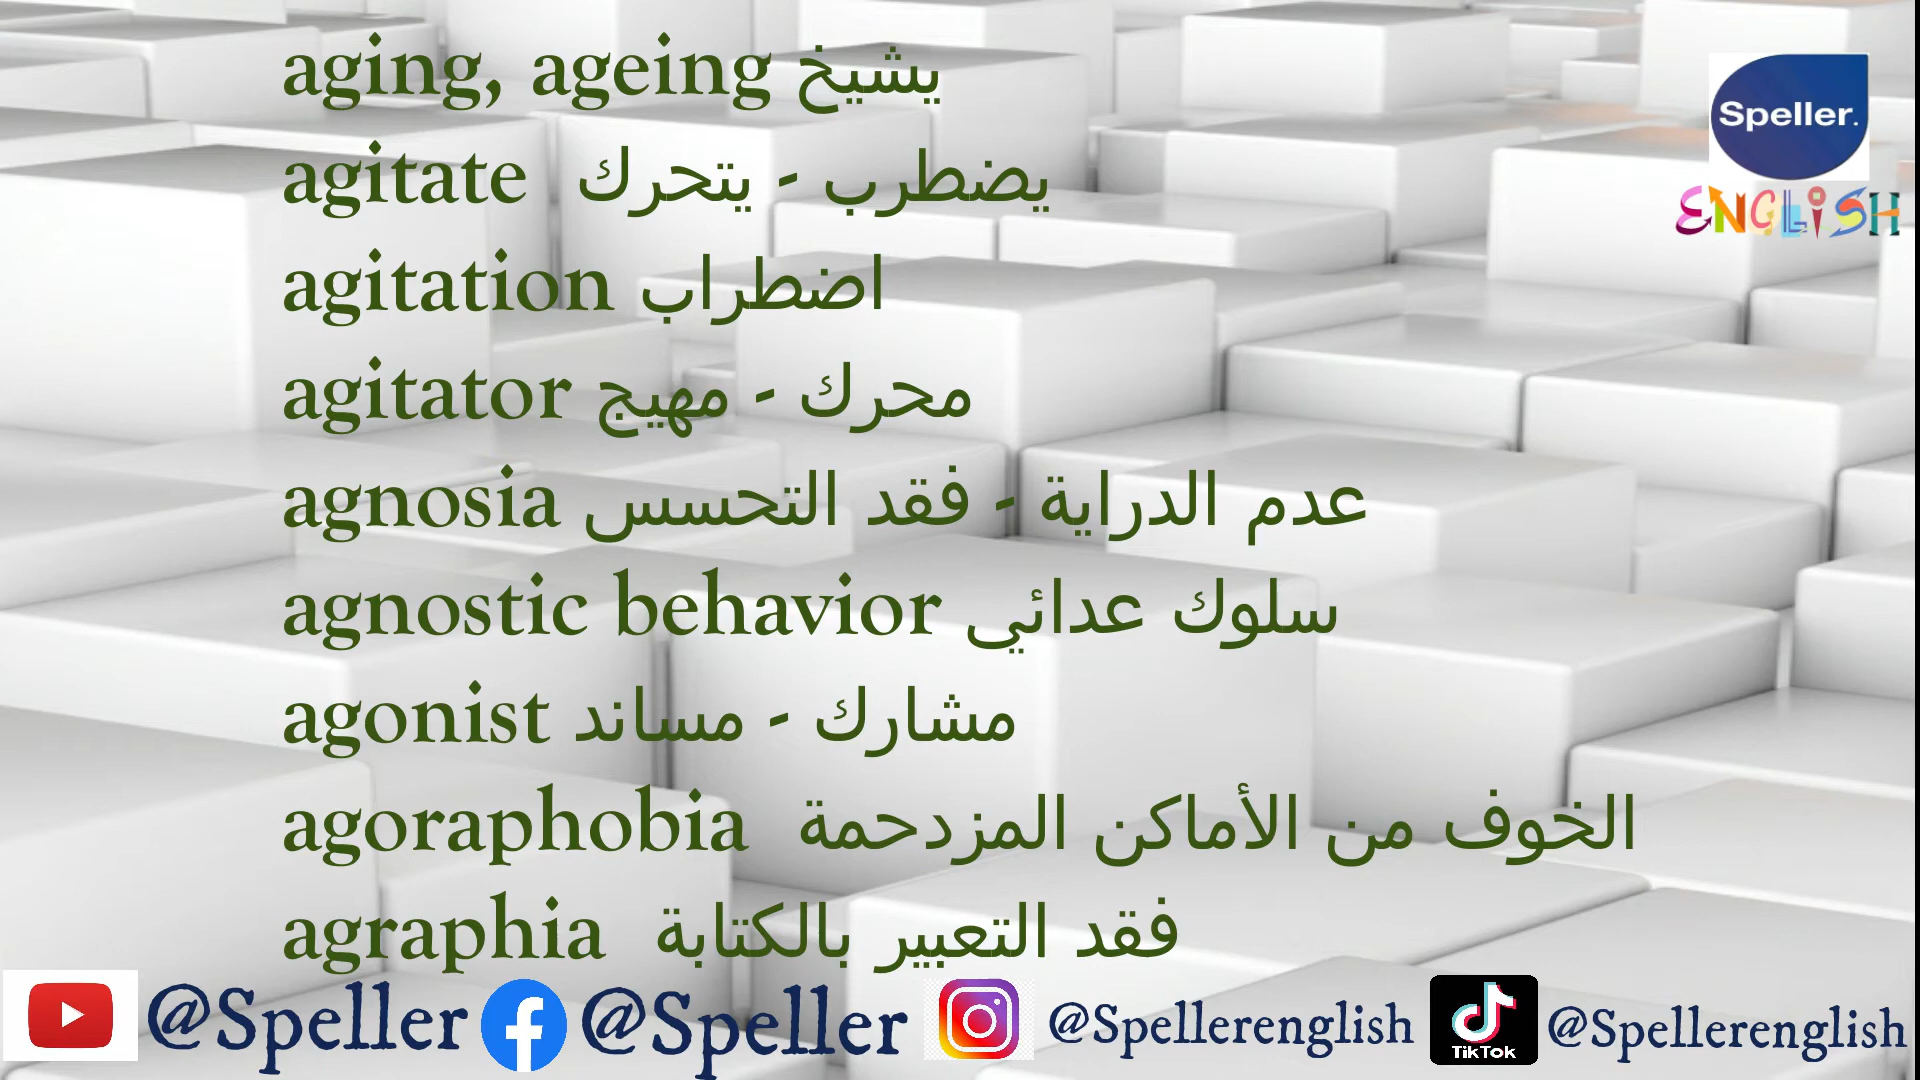 aging, ageing يشيخ
agitate يضطرب - يتحرك
agitation اضطراب
agitator محرك - مهيج
agnosia عدم الدراية - فقد التحسس
agnostic behavior سلوك عدائي
agonist مشارك - مساند
agoraphobia الخوف من الأماكن المزدحمة
agraphia فقد التعبير بالكتابة
Speller.
ENGLiSH
@Speller @Speller @Spellerenglish TikTok @Spellerenglish